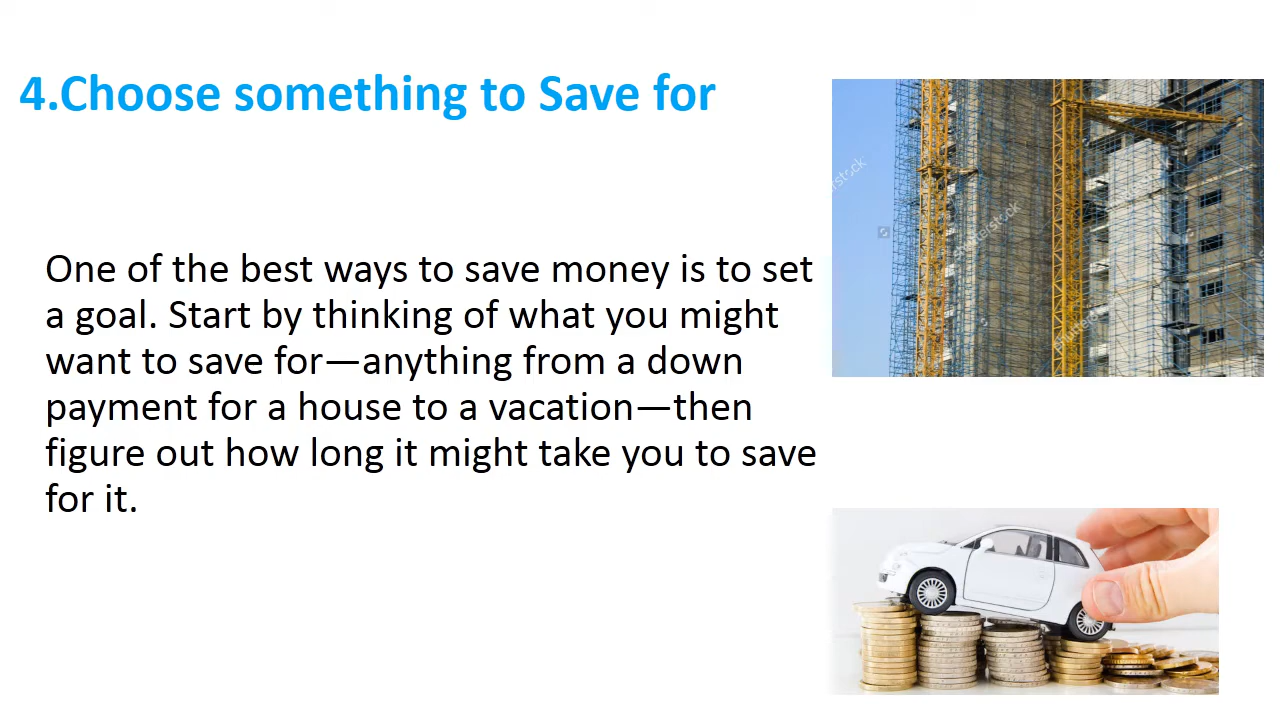 4.Choose something to Save for
One of the best ways to save money is to set
a goal. Start by thinking of what you might
want to save for—anything from a down
payment for a house to a vacation—then
figure out how long it might take you to save
for it.
shutterstock